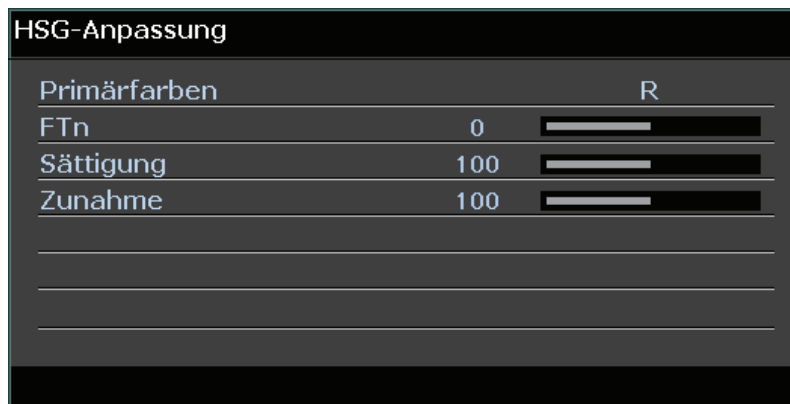 HSG-Anpassung
Primärfarben R
FTn 0
Sättigung 100
Zunahme 100